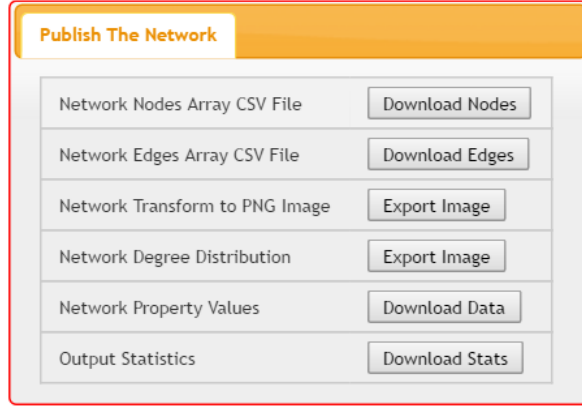 Publish The Network
Network Nodes Array CSV File Download Nodes
Network Edges Array CSV File Download Edges
Network Transform to PNG Image Export Image
Network Degree Distribution Export Image
Network Property Values Download Data
Output Statistics Download Stats